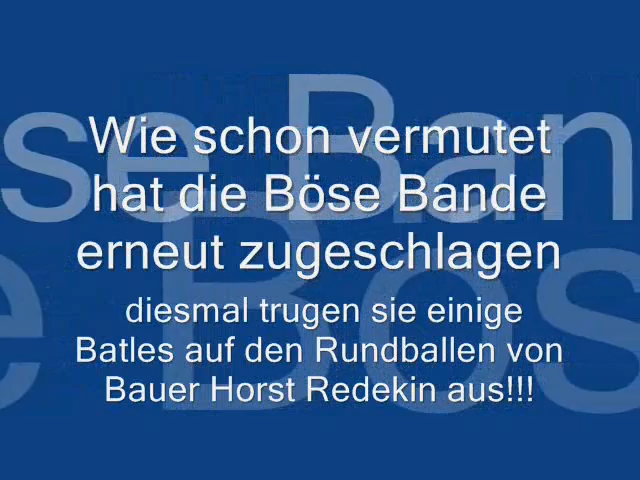 Wie schon vermutet
hat die Böse Bande
erneut zugeschlagen
diesmal trugen sie einige
Batles auf den Rundballen von
Bauer Horst Redekin aus!!!